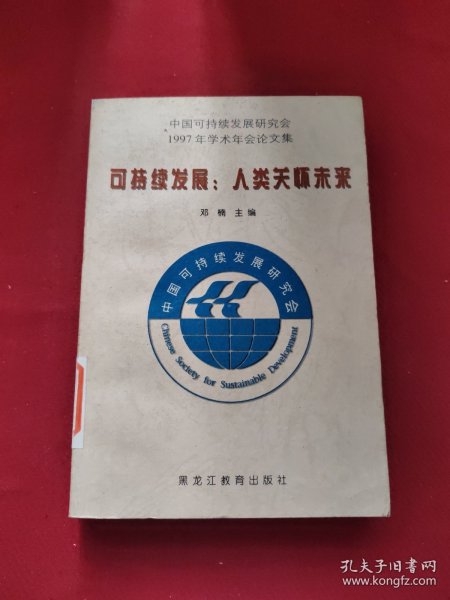 中国可持续发展研究会
1997年学术年会论文集
可持续发展：人类关怀未来
邓楠 主编
中国可持续发展研究会
Chinese Society for Sustainable Development
黑龙江教育出版社
孔夫子旧书网
www.kongfz.com